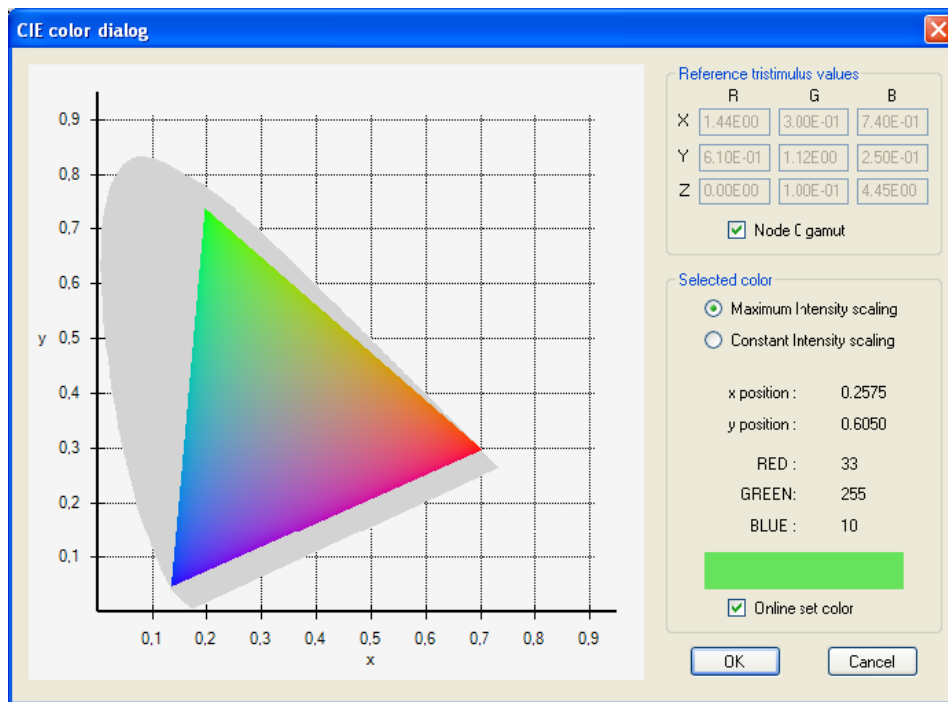 CIE color dialog
Reference tristimulus values
R G B
X 1.44E00 3.00E-01 7.40E-01
Y 6.10E-01 1.12E00 2.50E-01
Z 0.00E00 1.00E-01 4.45E00
Node C gamut
Selected color
Maximum Intensity scaling
Constant Intensity scaling
x position : 0.2575
y position : 0.6050
RED : 33
GREEN: 255
BLUE : 10
Online set color
OK Cancel
0,9
0,8
0,7
0,6
y 0,5
0,4
0,3
0,2
0,1
0,1 0,2 0,3 0,4 0,5 0,6 0,7 0,8 0,9
x